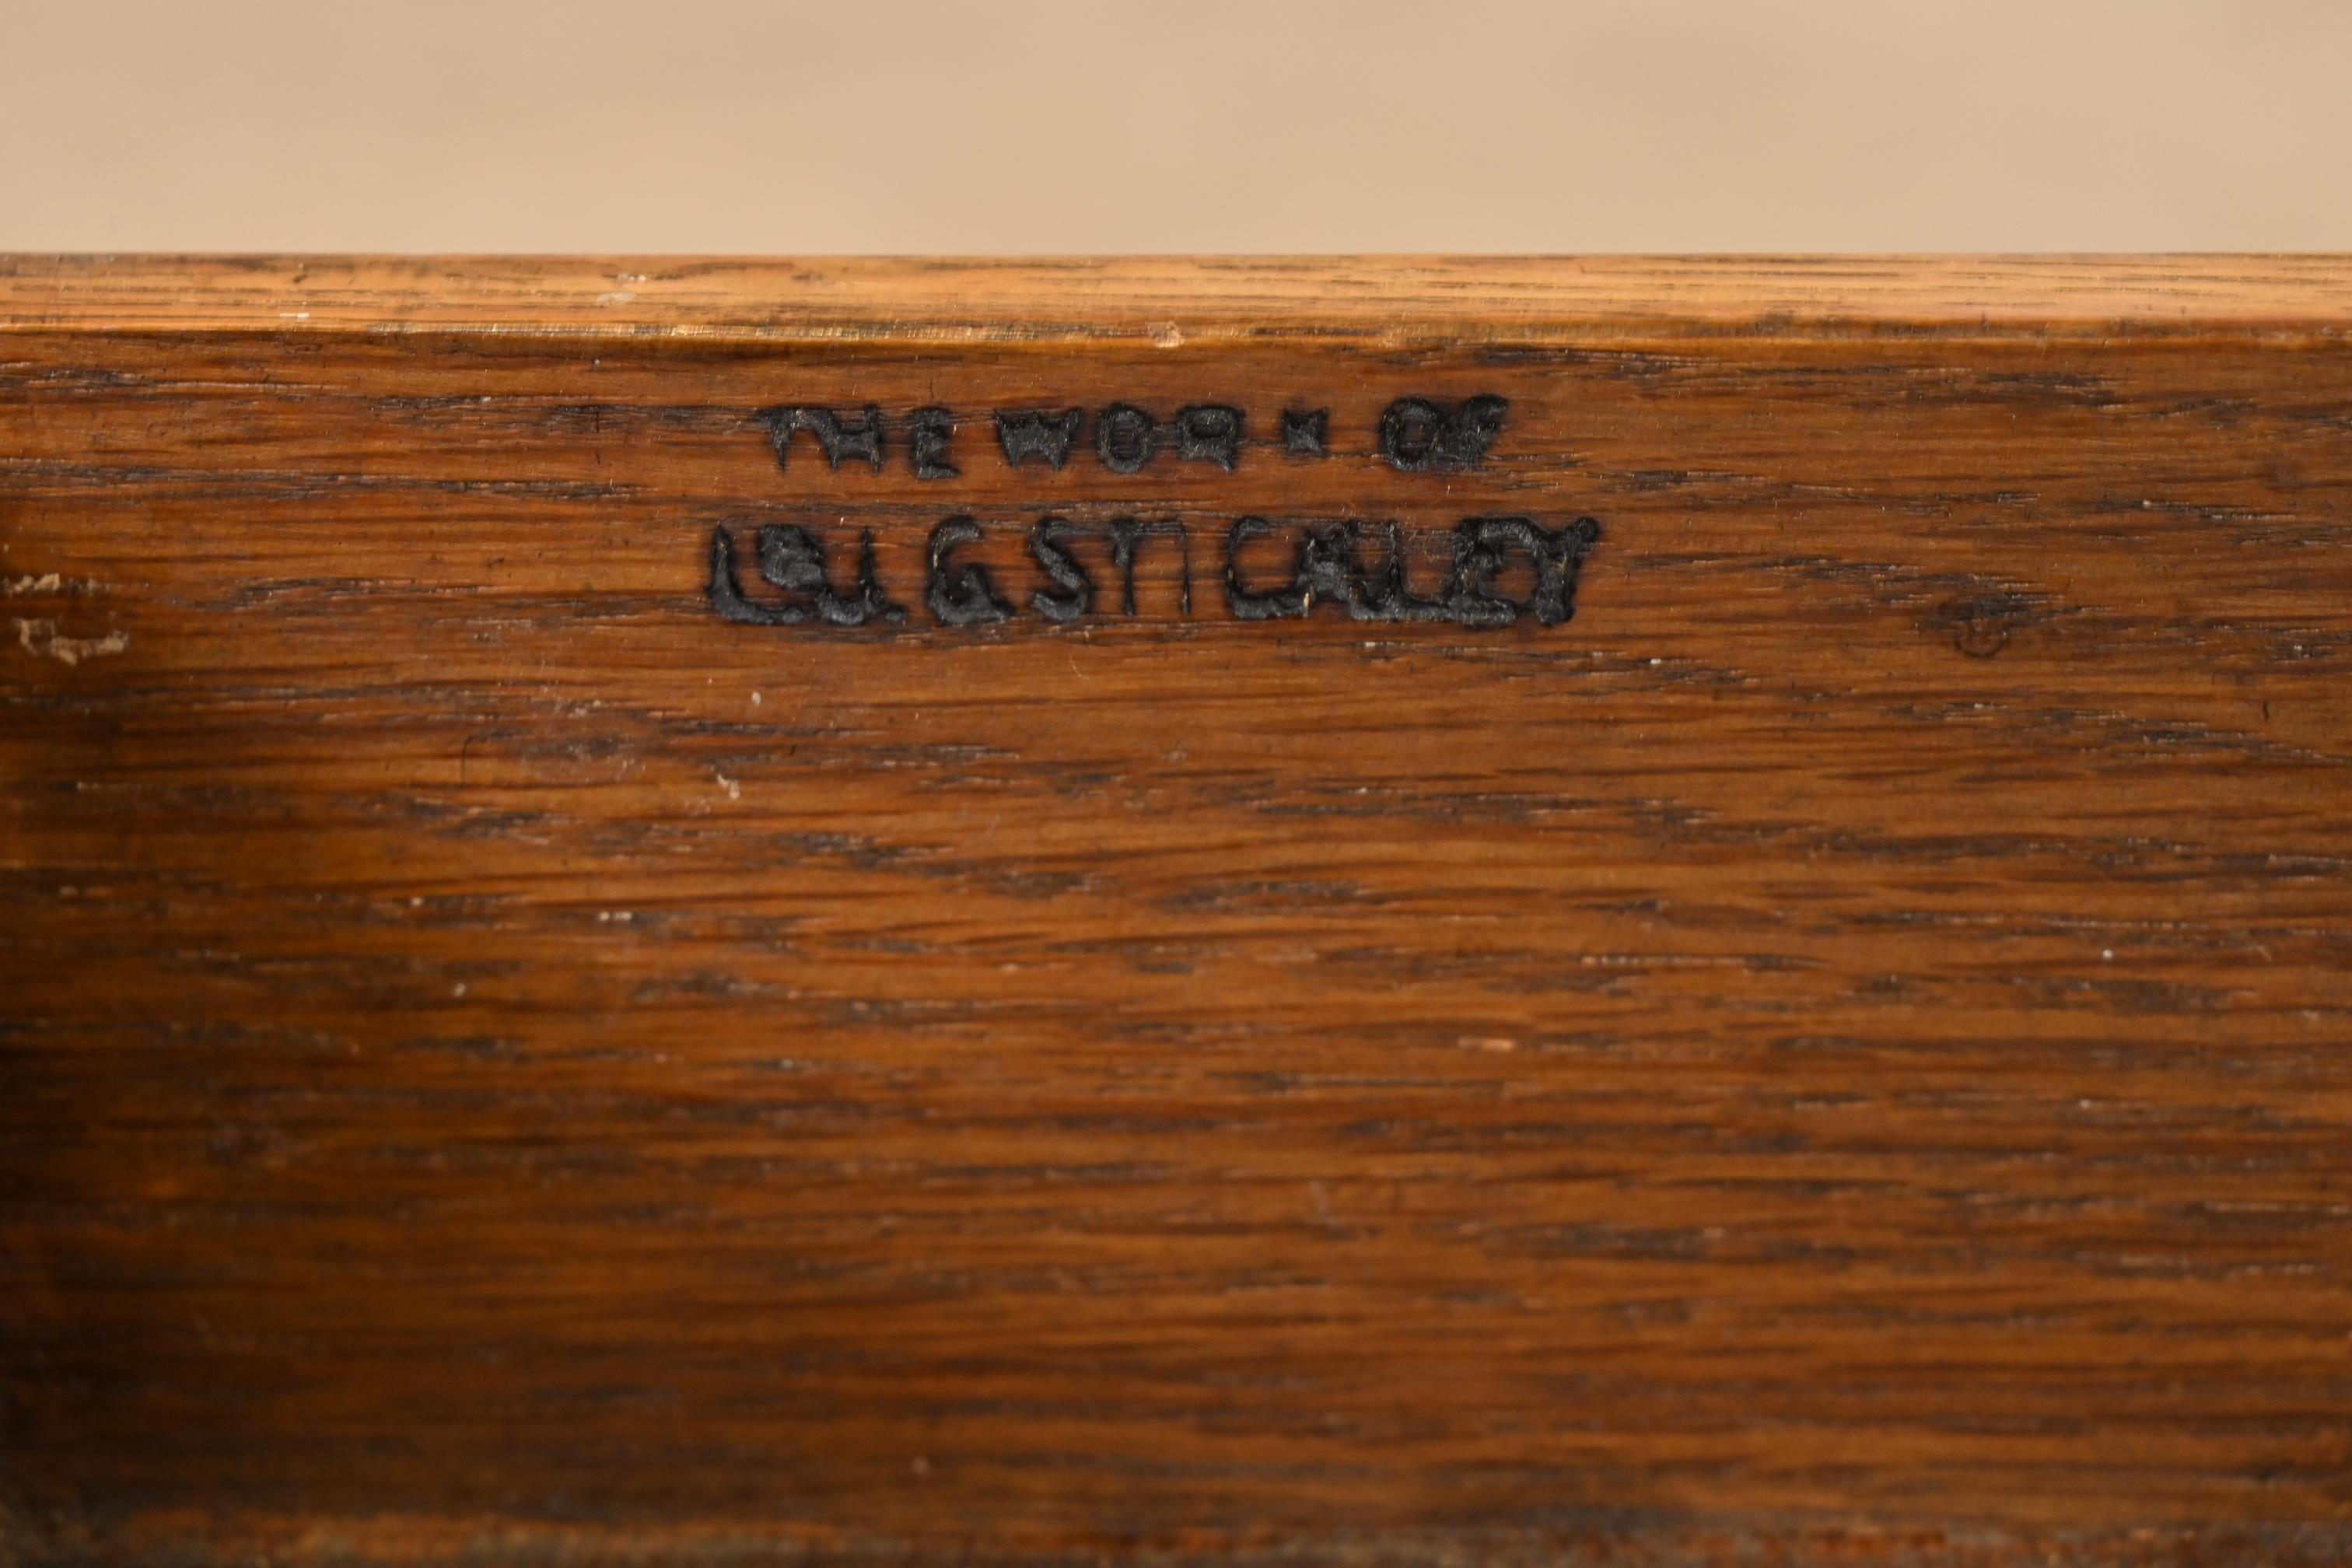 THE WORK OF
L. & J. G. STICKLEY